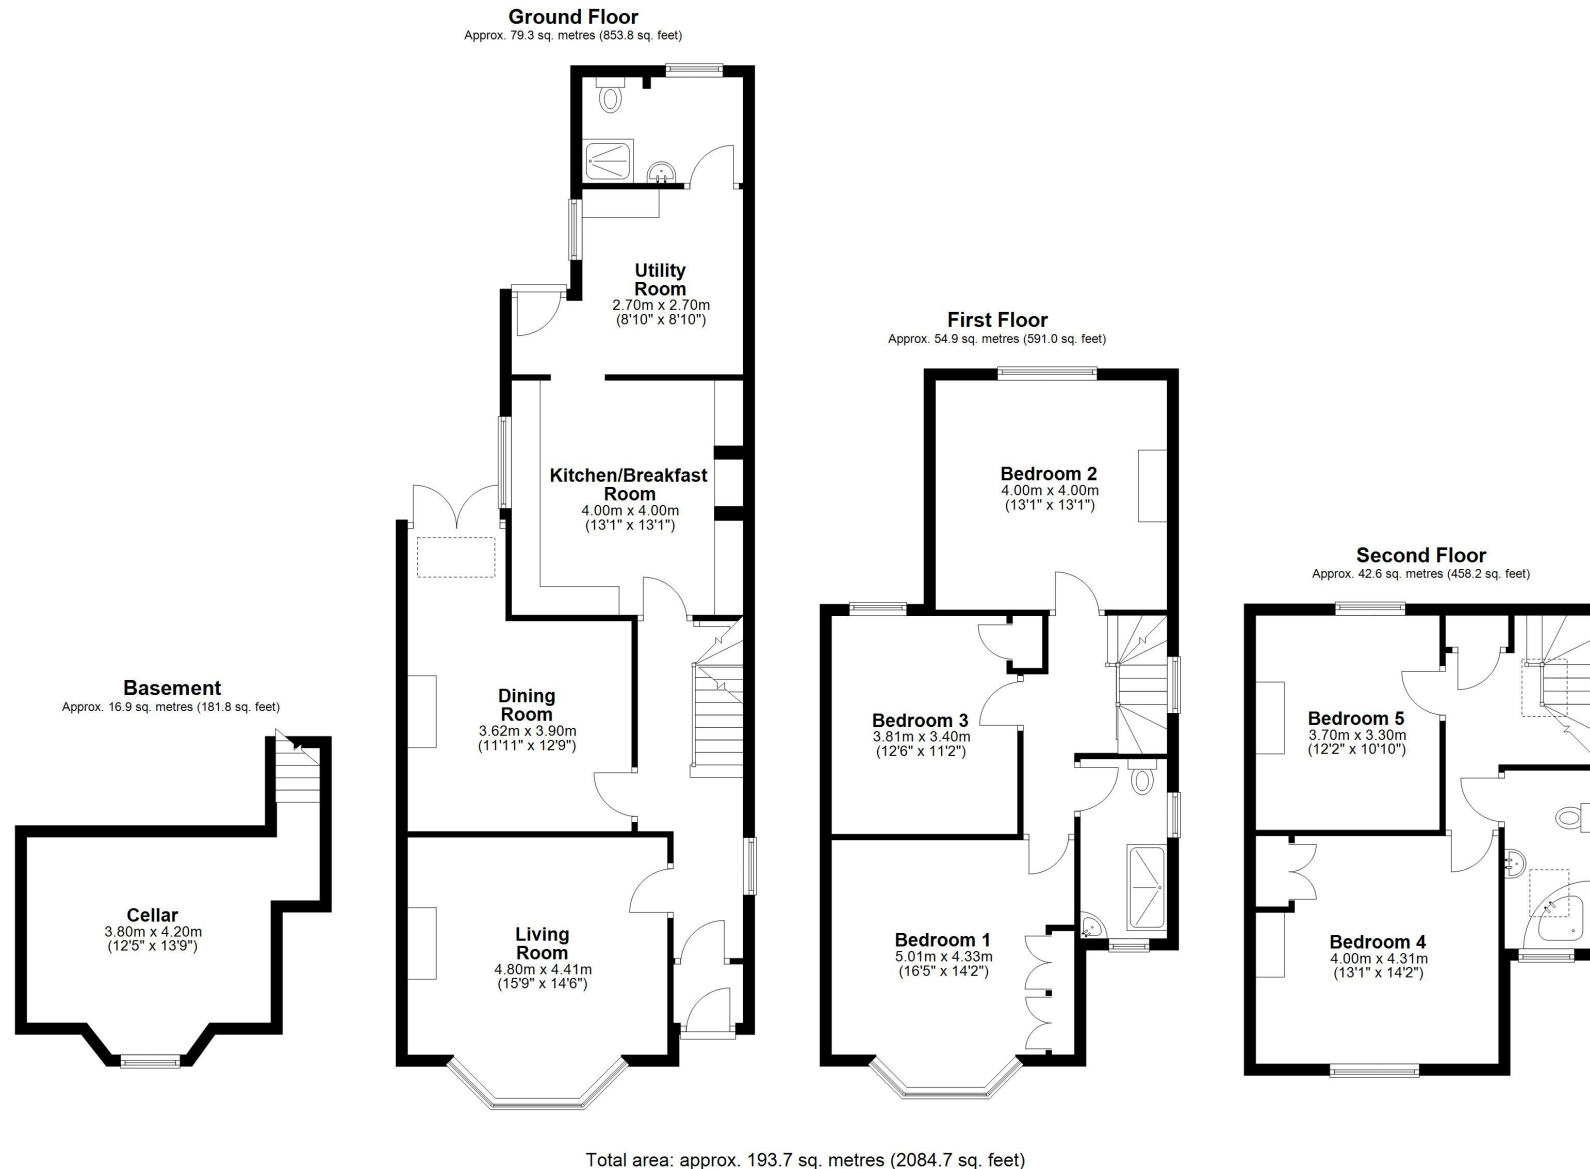 Ground Floor
Approx. 79.3 sq. metres (853.8 sq. feet)
Utility
Room
2.70m x 2.70m
(8'10" x 8'10")
Kitchen/Breakfast
Room
4.00m x 4.00m
(13'1" x 13'1")
Dining
Room
3.62m x 3.90m
(11'11" x 12'9")
Living
Room
4.80m x 4.41m
(15'9" x 14'6")
Basement
Approx. 16.9 sq. metres (181.8 sq. feet)
Cellar
3.80m x 4.20m
(12'5" x 13'9")
First Floor
Approx. 54.9 sq. metres (591.0 sq. feet)
Bedroom 2
4.00m x 4.00m
(13'1" x 13'1")
Bedroom 3
3.81m x 3.40m
(12'6" x 11'2")
Bedroom 1
5.01m x 4.33m
(16'5" x 14'2")
Second Floor
Approx. 42.6 sq. metres (458.2 sq. feet)
Bedroom 5
3.70m x 3.30m
(12'2" x 10'10")
Bedroom 4
4.00m x 4.31m
(13'1" x 14'2")
Total area: approx. 193.7 sq. metres (2084.7 sq. feet)